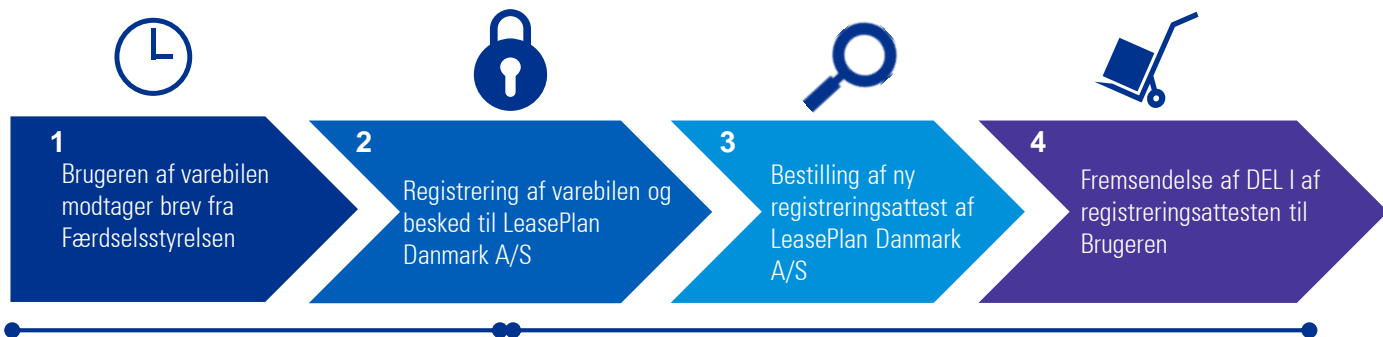 1
Brugeren af varebilen
modtager brev fra
Færdselsstyrelsen
2
Registrering af varebilen og
besked til LeasePlan
Danmark A/S
3
Bestilling af ny
registreringsattest af
LeasePlan Danmark
A/S
4
Fremsendelse af DEL I af
registreringsattesten til
Brugeren